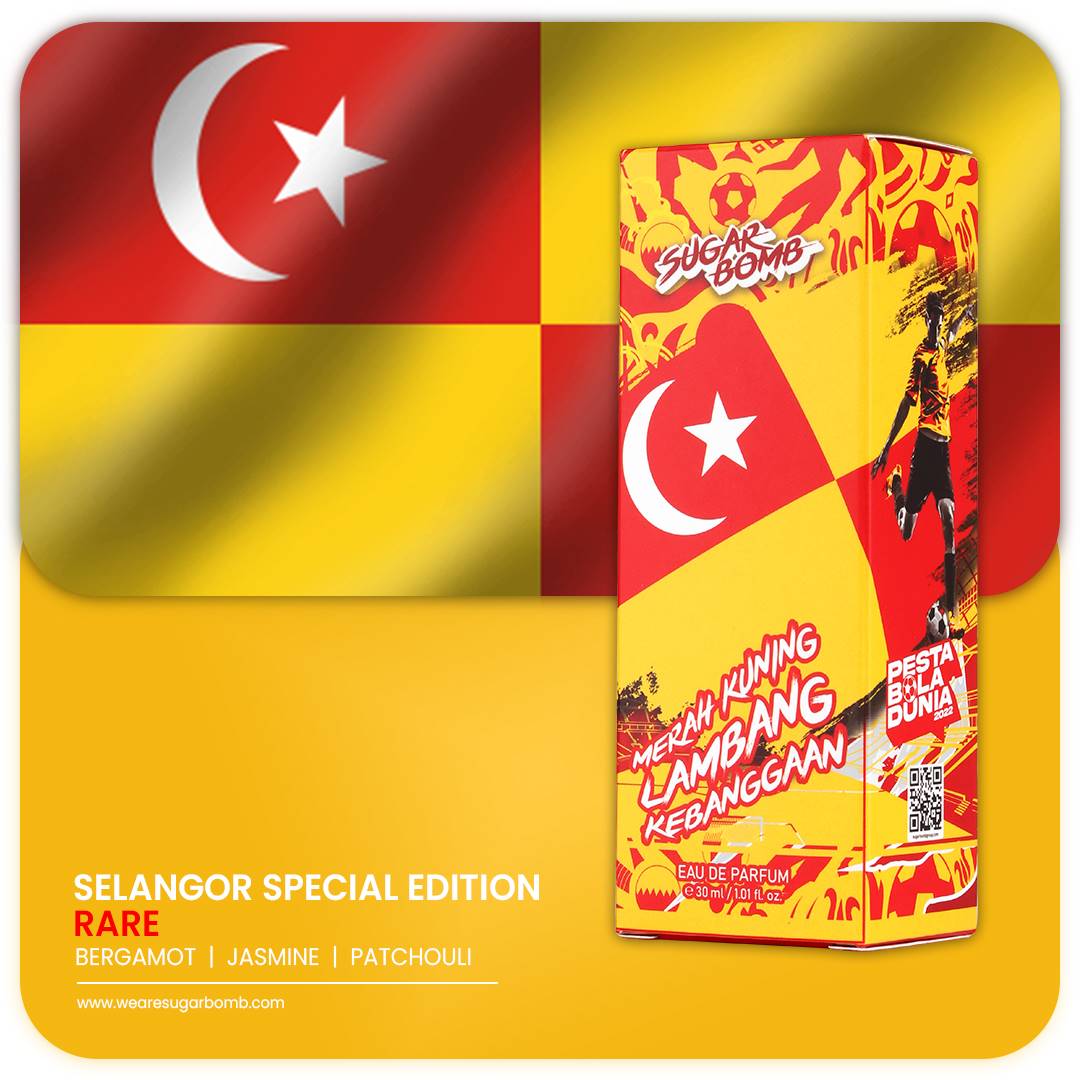 SUGAR
BOMB
MERAH KUNING
LAMBANG
KEBANGGAAN
EAU DE PARFUM
℮ 30 ml / 1.01 fl. oz.
PESTA
BOLA
DUNIA
2022
SELANGOR SPECIAL EDITION
RARE
BERGAMOT | JASMINE | PATCHOULI
www.wearesugarbomb.com